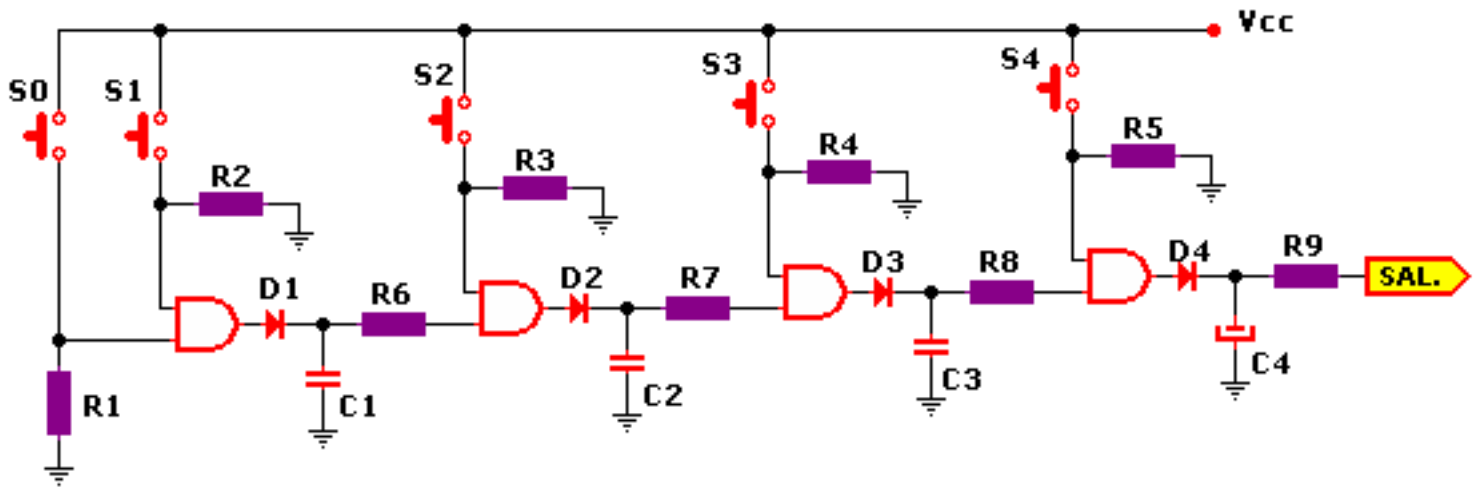 Vcc
S0
S1
S2
S3
S4
R2
R3
R4
R5
D1
R6
D2
R7
D3
R8
D4
R9
SAL.
R1
C1
C2
C3
C4